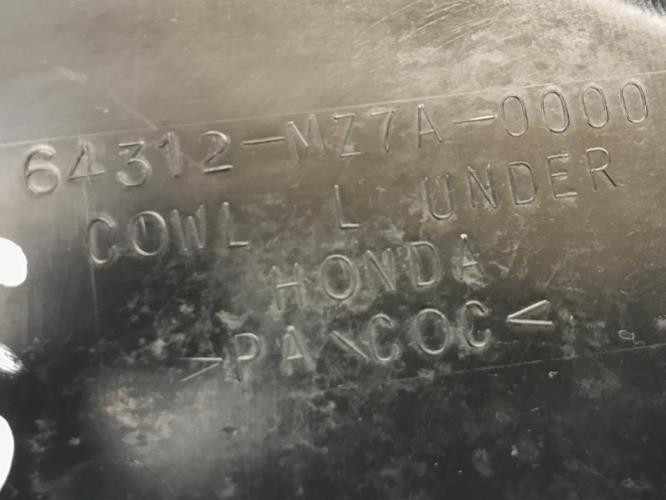 64312-MZ7A-0000
COWL L UNDER
HONDA
>PA\COC<